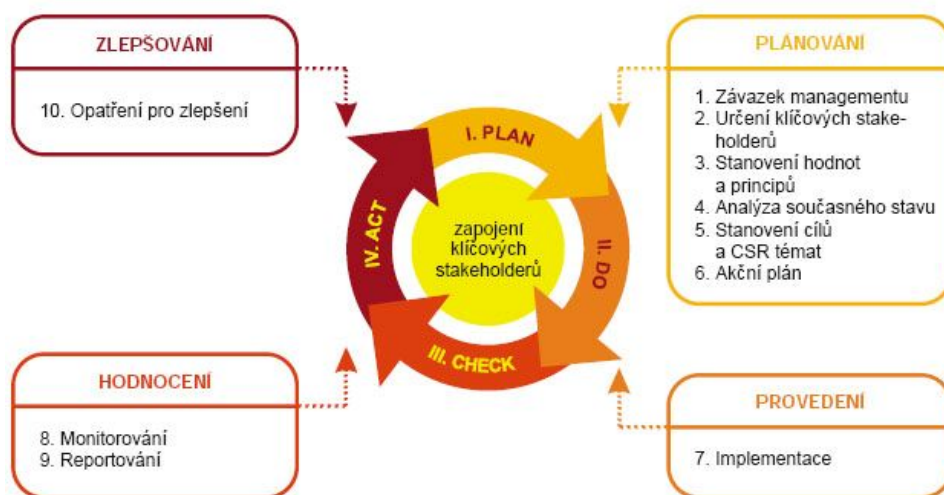 ZLEPŠOVÁNÍ
10. Opatření pro zlepšení
PLÁNOVÁNÍ
1. Závazek managementu
2. Určení klíčových stake-
holderů
3. Stanovení hodnot
a principů
4. Analýza současného stavu
5. Stanovení cílů
a CSR témat
6. Akční plán
I. PLAN
II. DO
III. CHECK
IV. ACT
zapojení
klíčových
stakeholderů
HODNOCENÍ
8. Monitorování
9. Reportování
PROVEDENÍ
7. Implementace